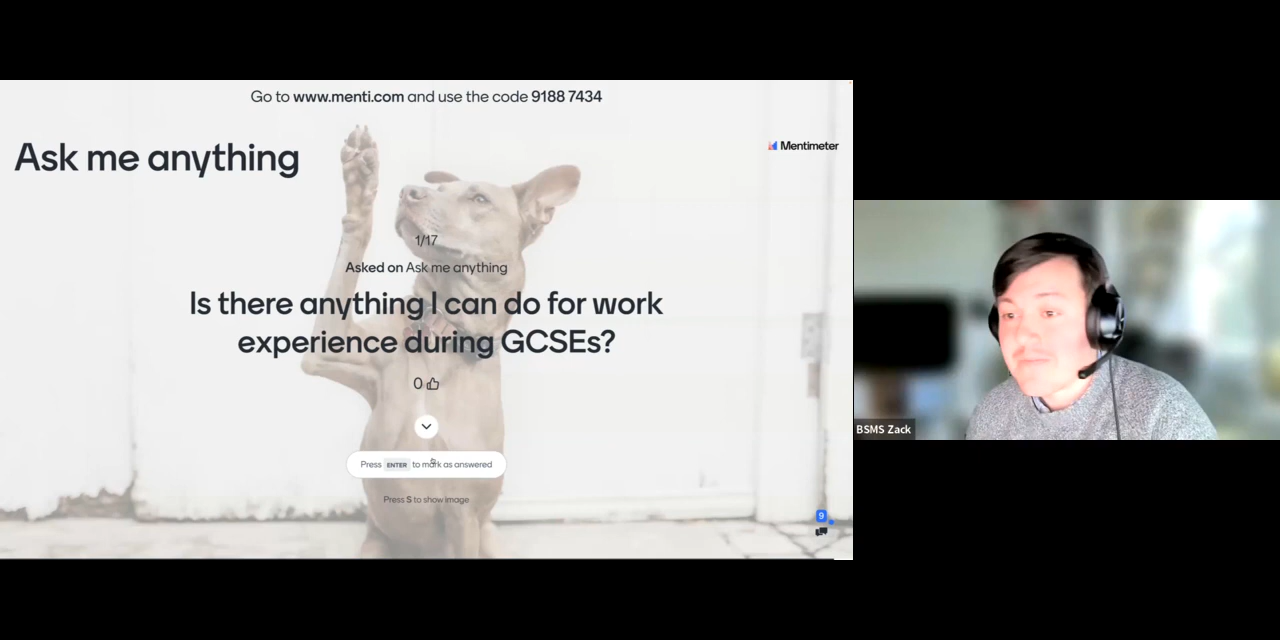 Go to www.menti.com and use the code 9188 7434
Ask me anything
Mentimeter
1/17
Asked on Ask me anything
Is there anything I can do for work
experience during GCSEs?
0
Press ENTER to mark as answered
Press S to show image
9
BSMS Zack